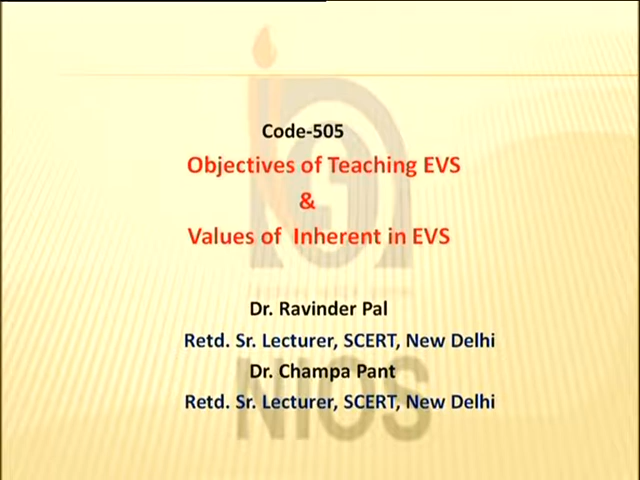 Code-505
Objectives of Teaching EVS
&
Values of Inherent in EVS
Dr. Ravinder Pal
Retd. Sr. Lecturer, SCERT, New Delhi
Dr. Champa Pant
Retd. Sr. Lecturer, SCERT, New Delhi
NIOS